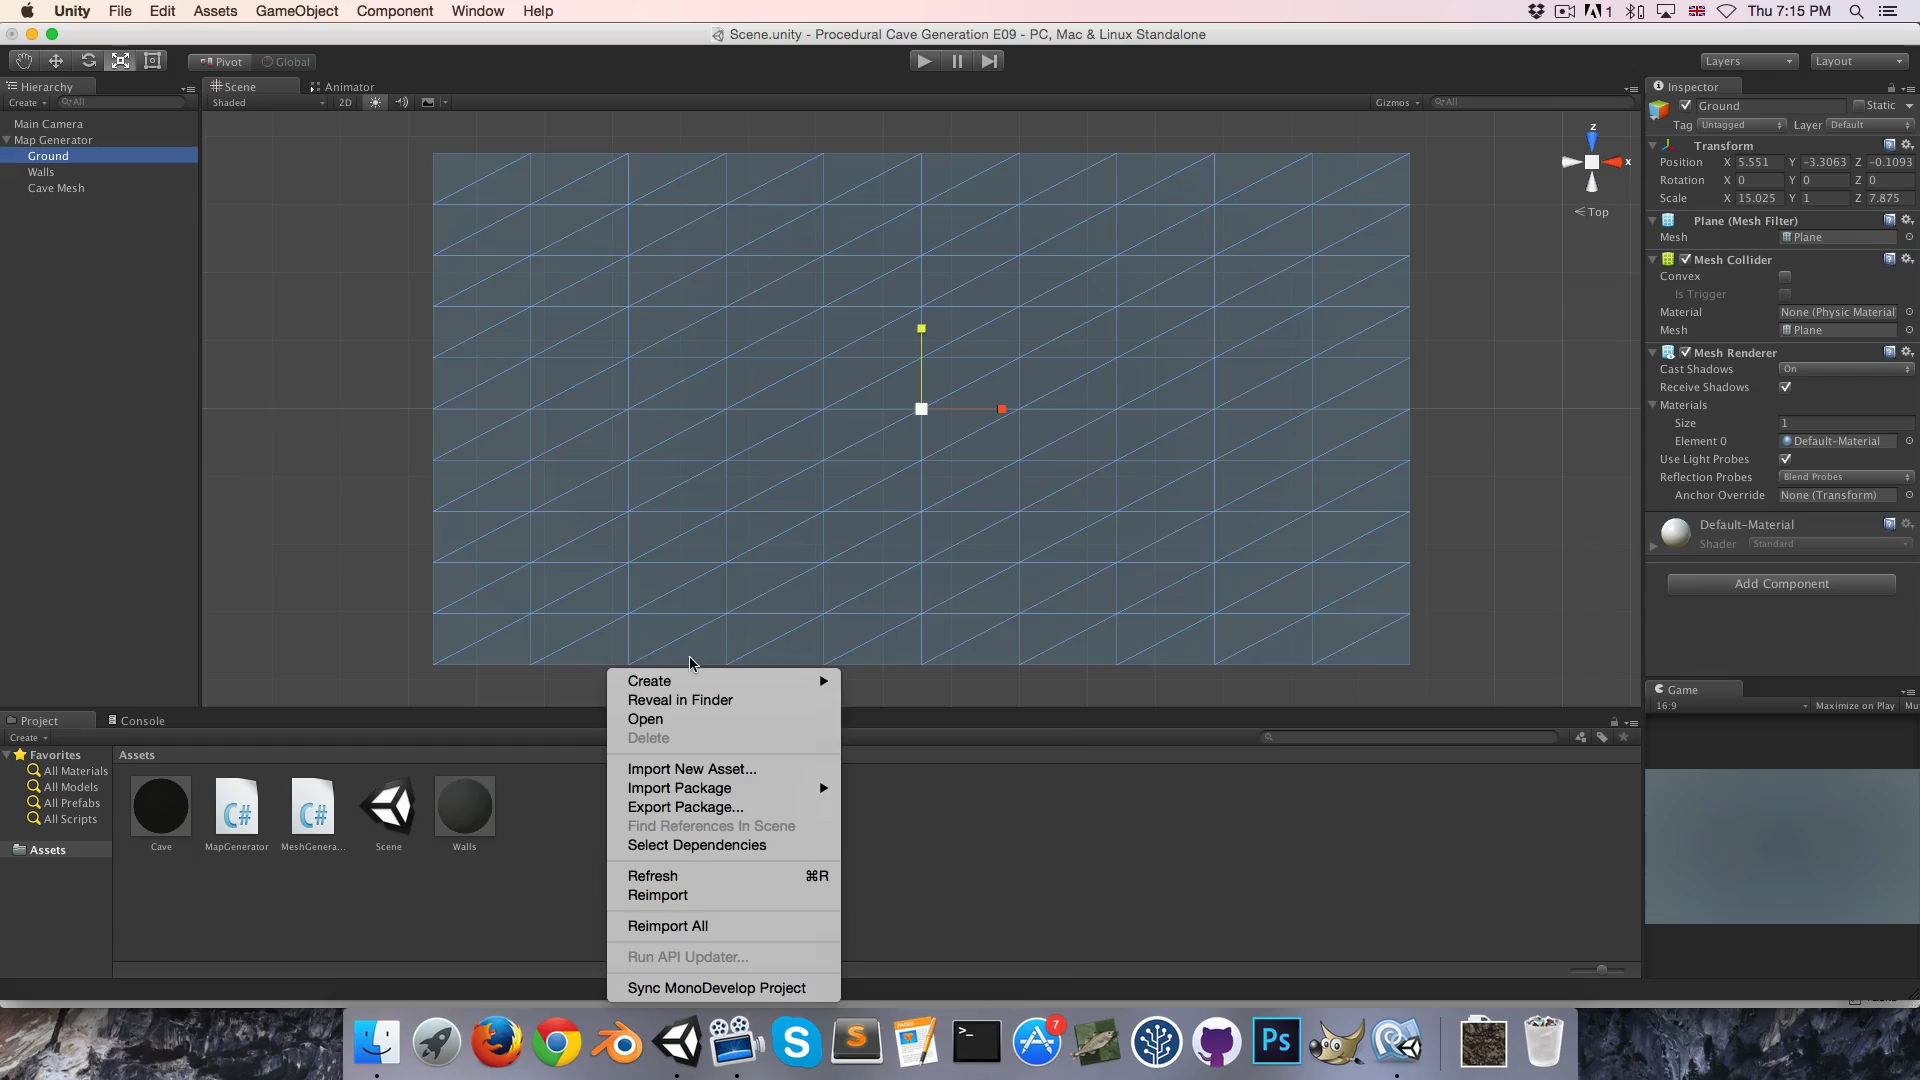 Unity File Edit Assets GameObject Component Window Help
1 Thu 7:15 PM
Scene.unity - Procedural Cave Generation E09 - PC, Mac & Linux Standalone
Pivot Global
Layers Layout
Hierarchy
Create All
Main Camera
Map Generator
Ground
Walls
Cave Mesh
Scene Animator
Shaded 2D
Gizmos All
z
x
Top
Inspector
Ground Static
Tag Untagged Layer Default
Transform
Position X 5.551 Y -3.3063 Z -0.1093
Rotation X 0 Y 0 Z 0
Scale X 15.025 Y 1 Z 7.875
Plane (Mesh Filter)
Mesh Plane
Mesh Collider
Convex
Is Trigger
Material None (Physic Material
Mesh Plane
Mesh Renderer
Cast Shadows On
Receive Shadows
Materials
Size 1
Element 0 Default-Material
Use Light Probes
Reflection Probes Blend Probes
Anchor Override None (Transform)
Default-Material
Shader Standard
Add Component
Game
16:9 Maximize on Play Mu
Project Console
Create
Favorites
All Materials
All Models
All Prefabs
All Scripts
Assets
Assets
C# C#
Cave MapGenerator MeshGenera... Scene Walls
Create
Reveal in Finder
Open
Delete
Import New Asset...
Import Package
Export Package...
Find References In Scene
Select Dependencies
Refresh ⌘R
Reimport
Reimport All
Run API Updater...
Sync MonoDevelop Project
PAGES
7
Ps